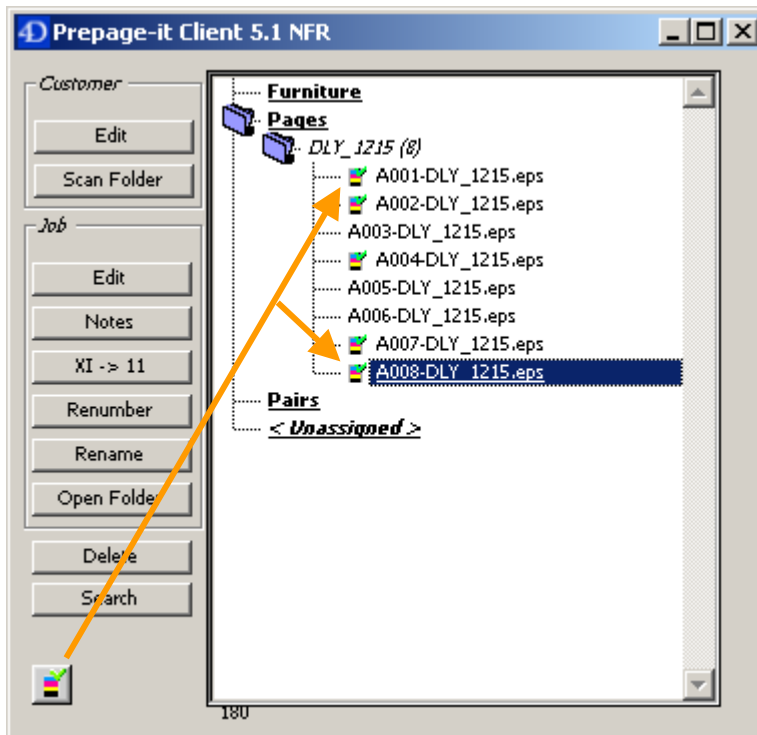 4D Prepage-it Client 5.1 NFR
Customer
Edit
Scan Folder
Job
Edit
Notes
XI -> 11
Renumber
Rename
Open Folder
Delete
Search
Furniture
Pages
DLY_1215 (8)
A001-DLY_1215.eps
A002-DLY_1215.eps
A003-DLY_1215.eps
A004-DLY_1215.eps
A005-DLY_1215.eps
A006-DLY_1215.eps
A007-DLY_1215.eps
A008-DLY_1215.eps
Pairs
< Unassigned >
180